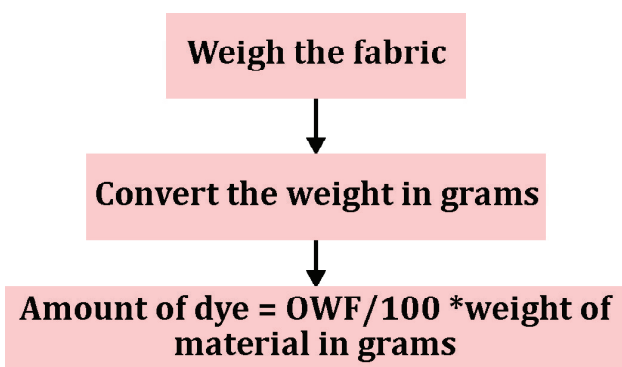 Weigh the fabric
Convert the weight in grams
Amount of dye = OWF/100 *weight of
material in grams